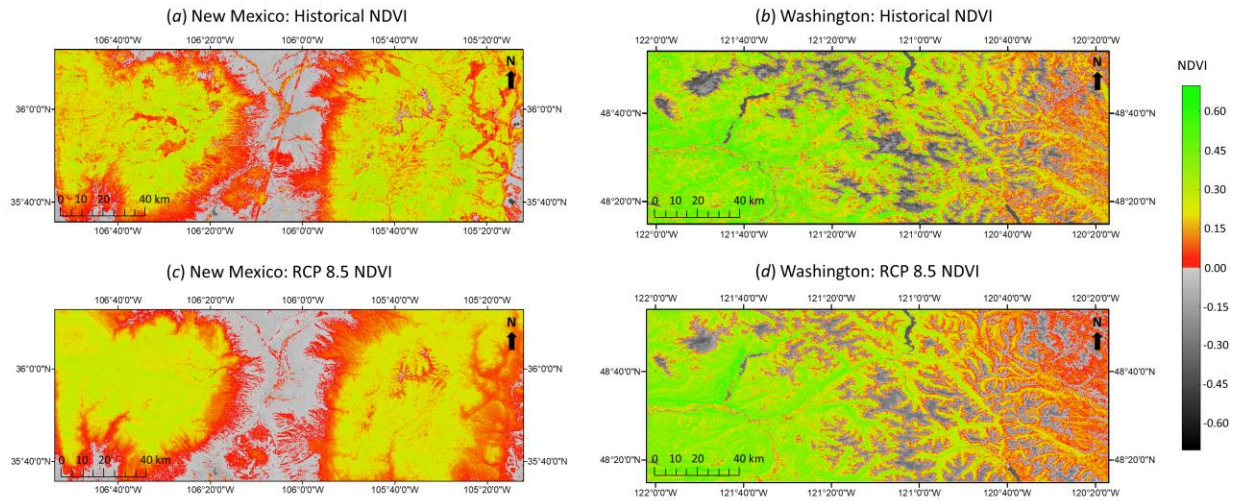 (a) New Mexico: Historical NDVI
106°40'0"W 106°20'0"W 106°0'0"W 105°40'0"W 105°20'0"W
N
36°0'0"N 36°0'0"N
35°40'0"N 35°40'0"N
0 10 20 40 km
106°40'0"W 106°20'0"W 106°0'0"W 105°40'0"W 105°20'0"W
(b) Washington: Historical NDVI
122°0'0"W 121°40'0"W 121°20'0"W 121°0'0"W 120°40'0"W 120°20'0"W
N
48°40'0"N 48°40'0"N
48°20'0"N 48°20'0"N
0 10 20 40 km
122°0'0"W 121°40'0"W 121°20'0"W 121°0'0"W 120°40'0"W 120°20'0"W
(c) New Mexico: RCP 8.5 NDVI
106°40'0"W 106°20'0"W 106°0'0"W 105°40'0"W 105°20'0"W
N
36°0'0"N 36°0'0"N
35°40'0"N 35°40'0"N
0 10 20 40 km
106°40'0"W 106°20'0"W 106°0'0"W 105°40'0"W 105°20'0"W
(d) Washington: RCP 8.5 NDVI
122°0'0"W 121°40'0"W 121°20'0"W 121°0'0"W 120°40'0"W 120°20'0"W
N
48°40'0"N 48°40'0"N
48°20'0"N 48°20'0"N
0 10 20 40 km
122°0'0"W 121°40'0"W 121°20'0"W 121°0'0"W 120°40'0"W 120°20'0"W
NDVI
0.60
0.45
0.30
0.15
0.00
-0.15
-0.30
-0.45
-0.60